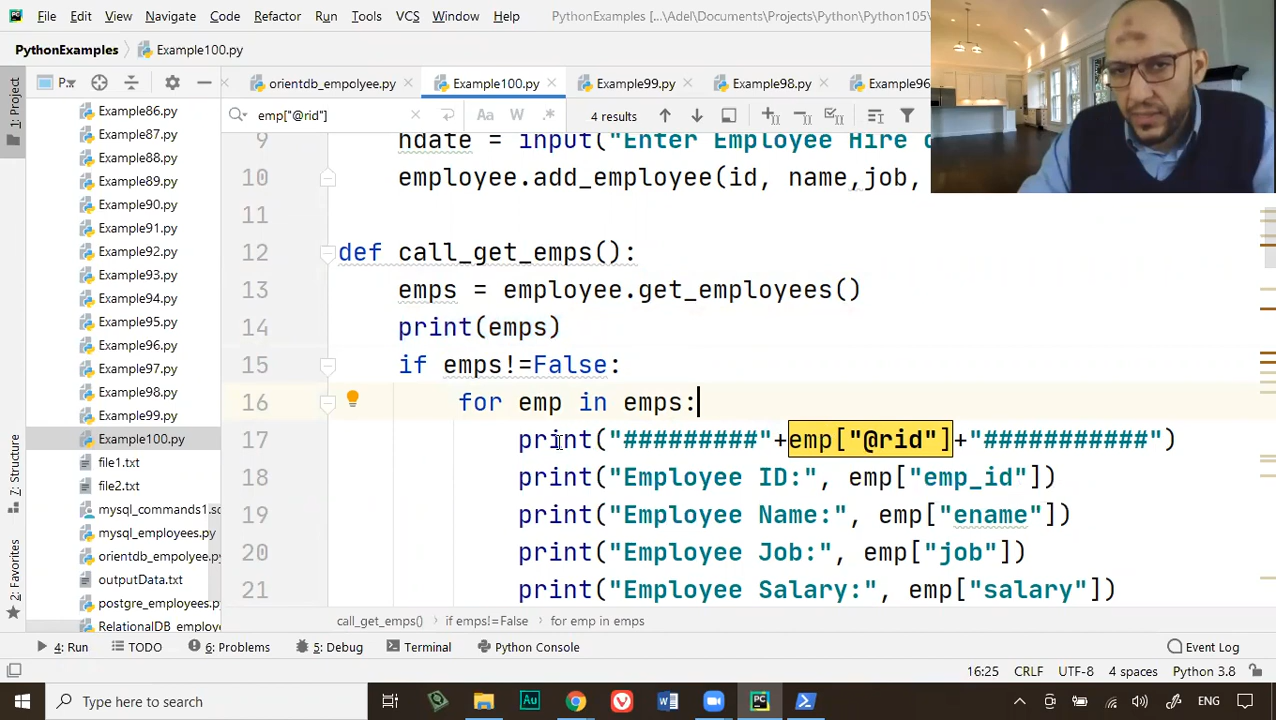 File Edit View Navigate Code Refactor Run Tools VCS Window Help PythonExamples [...\Adel\Documents\Projects\Python\Python105\
PythonExamples Example100.py
1: Project
P...
orientdb_empolyee.py Example100.py Example99.py Example98.py Example96
emp["@rid"] Aa W .* 4 results
Example86.py
Example87.py
Example88.py
Example89.py
Example90.py
Example91.py
Example92.py
Example93.py
Example94.py
Example95.py
Example96.py
Example97.py
Example98.py
Example99.py
Example100.py
file1.txt
file2.txt
mysql_commands1.sq
mysql_employees.py
orientdb_empolyee.py
outputData.txt
postgre_employees.py
RelationalDB_employe
7: Structure
2: Favorites
9 hdate = input("Enter Employee Hire d
10 employee.add_employee(id, name,job,
11
12 def call_get_emps():
13 emps = employee.get_employees()
14 print(emps)
15 if emps!=False:
16 for emp in emps:
17 print("#########"+emp["@rid"]+"###########")
18 print("Employee ID:", emp["emp_id"])
19 print("Employee Name:", emp["ename"])
20 print("Employee Job:", emp["job"])
21 print("Employee Salary:", emp["salary"])
call_get_emps() if emps!=False for emp in emps
4: Run TODO 6: Problems 5: Debug Terminal Python Console Event Log
16:25 CRLF UTF-8 4 spaces Python 3.8
Type here to search ENG